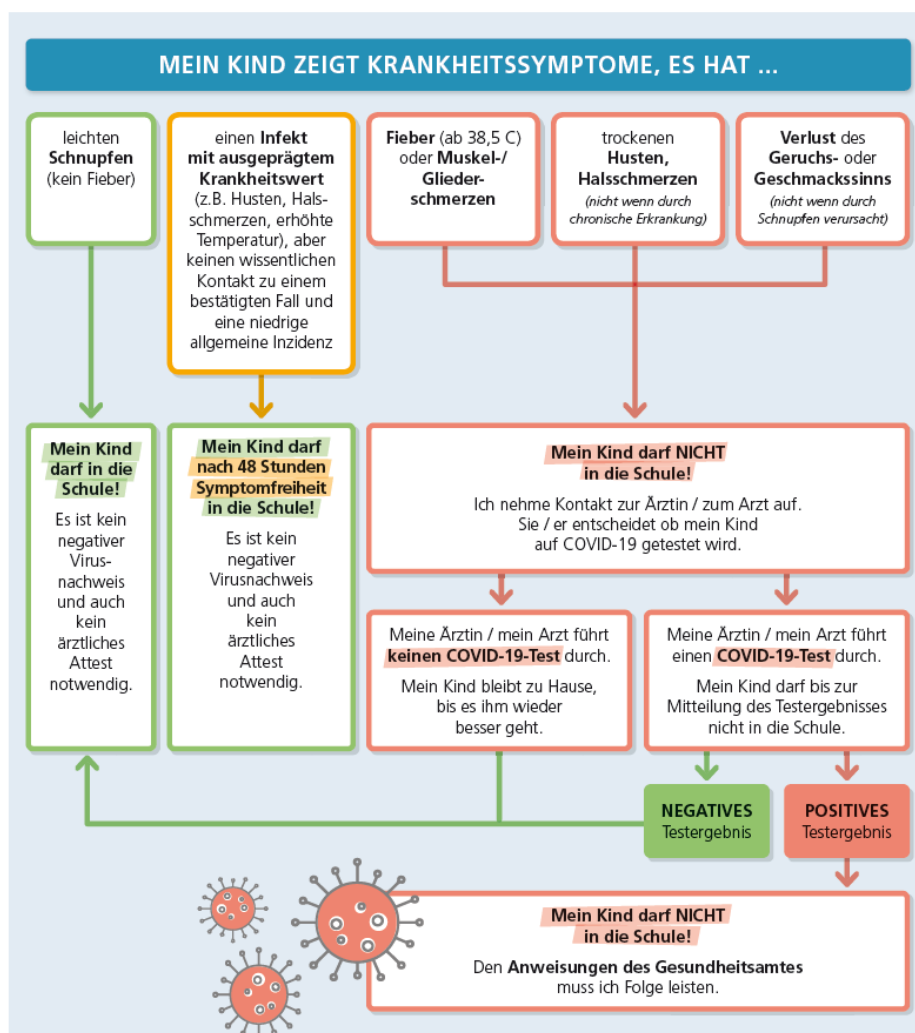 MEIN KIND ZEIGT KRANKHEITSSYMPTOME, ES HAT ...
leichten
Schnupfen
(kein Fieber)
einen Infekt
mit ausgeprägtem
Krankheitswert
(z.B. Husten, Hals-
schmerzen, erhöhte
Temperatur), aber
keinen wissentlichen
Kontakt zu einem
bestätigten Fall und
eine niedrige
allgemeine Inzidenz
Fieber (ab 38,5 C)
oder Muskel-/
Glieder-
schmerzen
trockenen
Husten,
Halsschmerzen
(nicht wenn durch
chronische Erkrankung)
Verlust des
Geruchs- oder
Geschmackssinns
(nicht wenn durch
Schnupfen verursacht)
Mein Kind
darf in die
Schule!
Es ist kein
negativer
Virus-
nachweis
und auch
kein
ärztliches
Attest
notwendig.
Mein Kind darf
nach 48 Stunden
Symptomfreiheit
in die Schule!
Es ist kein
negativer
Virusnachweis
und auch
kein
ärztliches
Attest
notwendig.
Mein Kind darf NICHT
in die Schule!
Ich nehme Kontakt zur Ärztin / zum Arzt auf.
Sie / er entscheidet ob mein Kind
auf COVID-19 getestet wird.
Meine Ärztin / mein Arzt führt
keinen COVID-19-Test durch.
Mein Kind bleibt zu Hause,
bis es ihm wieder
besser geht.
Meine Ärztin / mein Arzt führt
einen COVID-19-Test durch.
Mein Kind darf bis zur
Mitteilung des Testergebnisses
nicht in die Schule.
NEGATIVES
Testergebnis
POSITIVES
Testergebnis
Mein Kind darf NICHT
in die Schule!
Den Anweisungen des Gesundheitsamtes
muss ich Folge leisten.